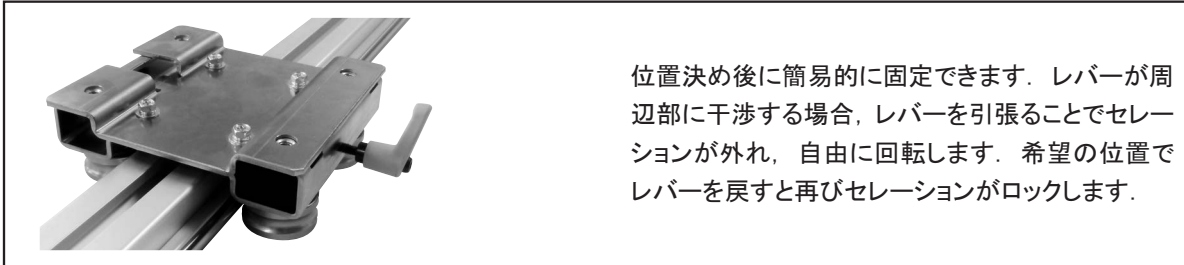 位置決め後に簡易的に固定できます．レバーが周
辺部に干渉する場合，レバーを引張ることでセレー
ションが外れ，自由に回転します．希望の位置で
レバーを戻すと再びセレーションがロックします．